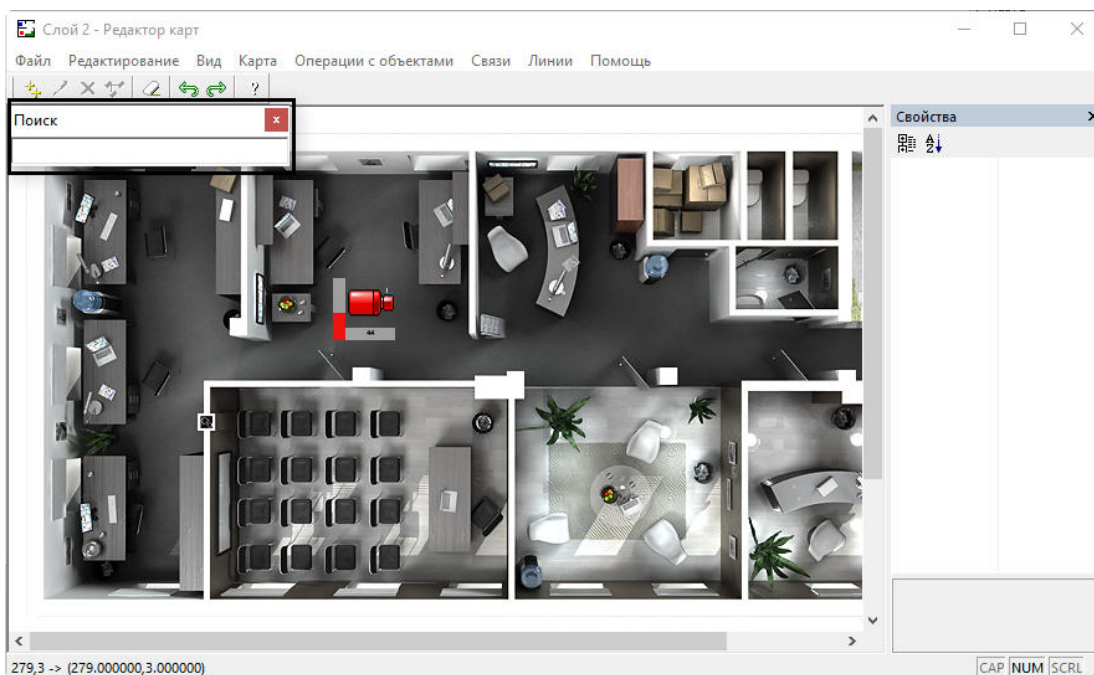 Слой 2 - Редактор карт
Файл Редактирование Вид Карта Операции с объектами Связи Линии Помощь
?
Поиск
x
Свойства
A
Z
44
279,3 -> (279.000000,3.000000)
CAP NUM SCRL